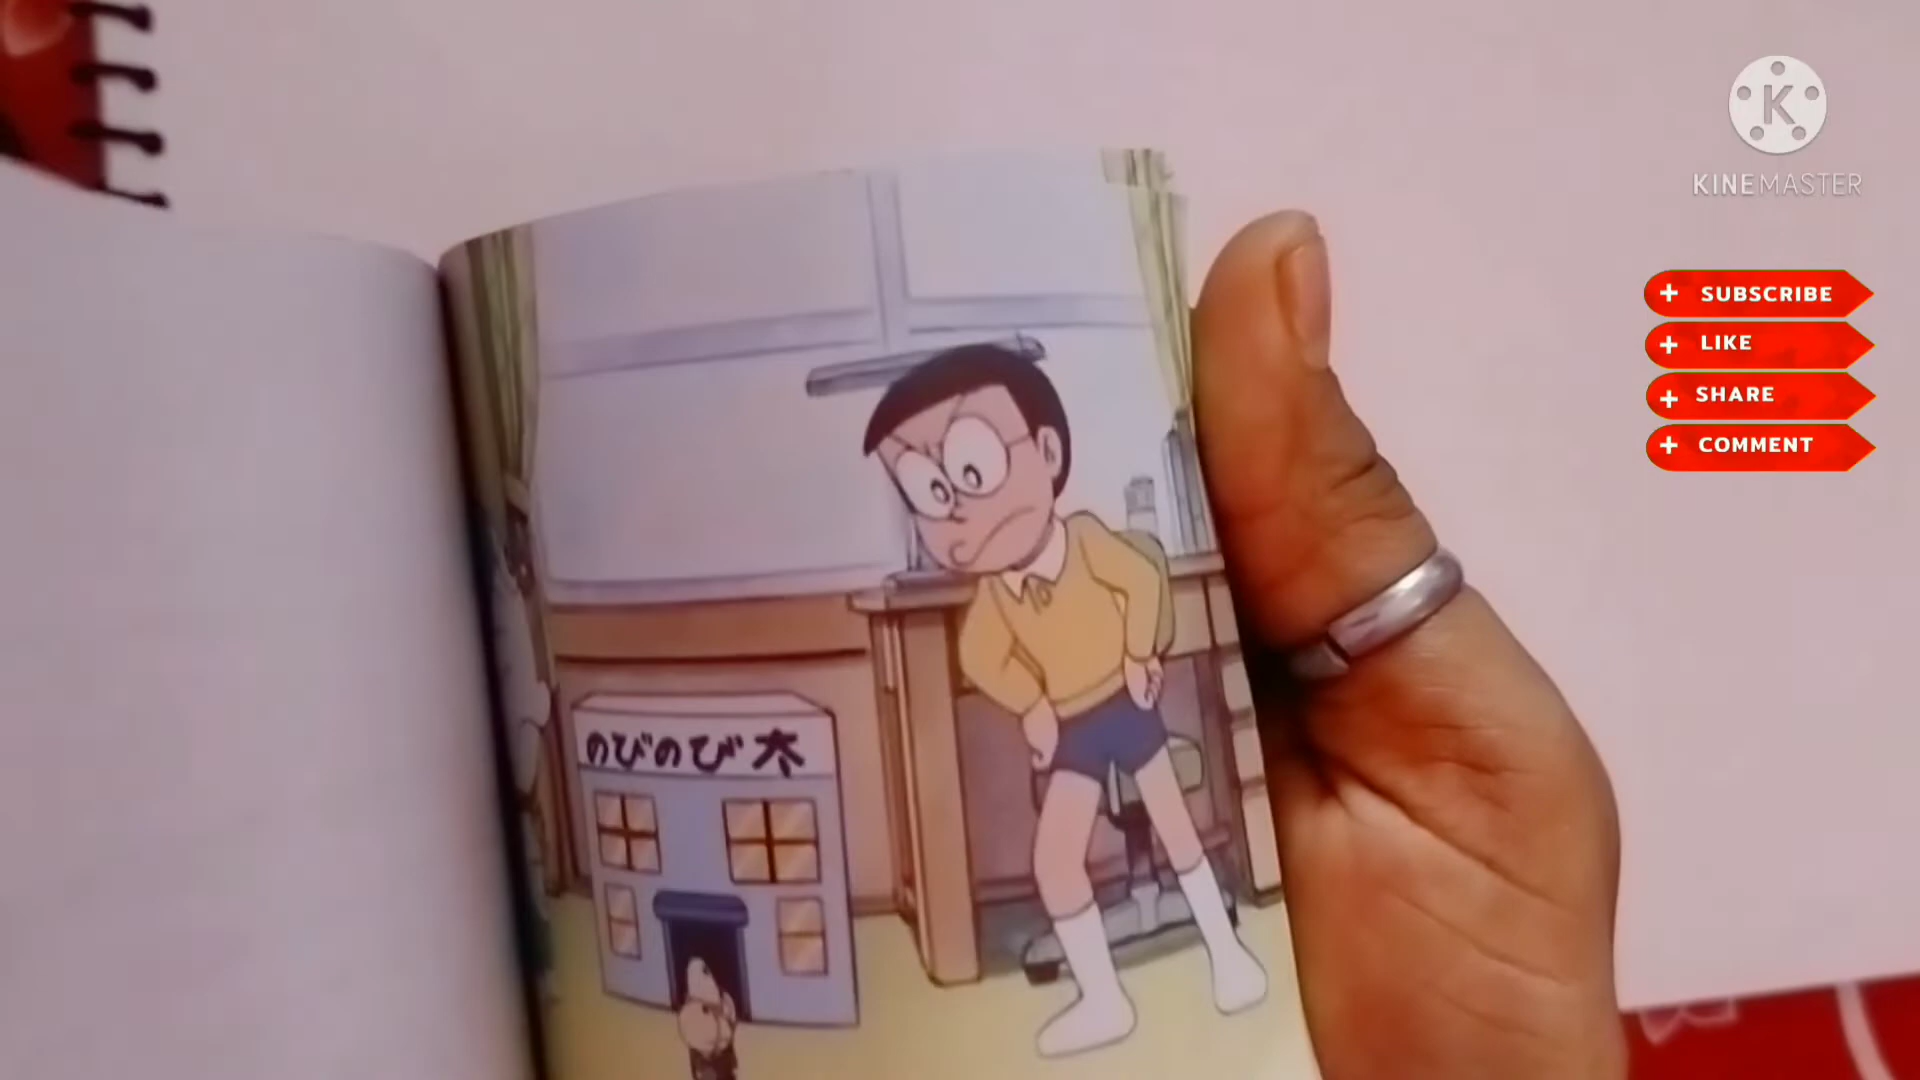 K
KINEMASTER
SUBSCRIBE
LIKE
SHARE
COMMENT
のびのび太